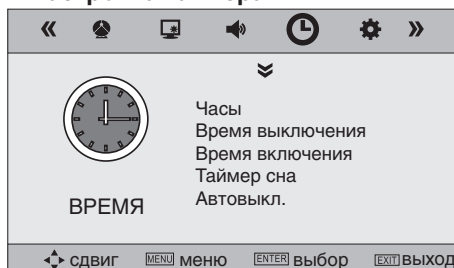 Часы
Время выключения
Время включения
Таймер сна
Автовыкл.
ВРЕМЯ
сдвиг MENU меню ENTER выбор EXIT выход